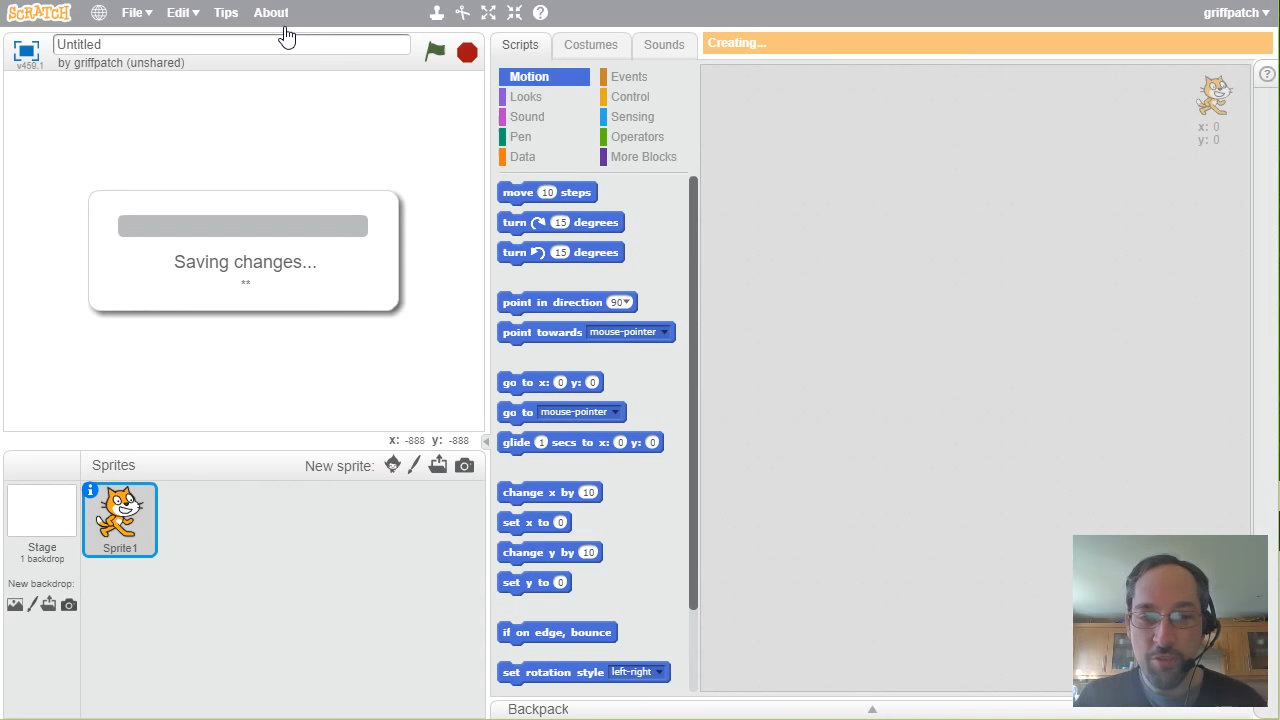 SCRATCH
File
Edit
Tips
About
griffpatch
v459.1
Untitled
by griffpatch (unshared)
Scripts
Costumes
Sounds
Creating...
Motion
Looks
Sound
Pen
Data
Events
Control
Sensing
Operators
More Blocks
x: 0
y: 0
Saving changes...
**
move 10 steps
turn 15 degrees
turn 15 degrees
point in direction 90
point towards mouse-pointer
go to x: 0 y: 0
go to mouse-pointer
glide 1 secs to x: 0 y: 0
change x by 10
set x to 0
change y by 10
set y to 0
if on edge, bounce
set rotation style left-right
x: -888 y: -888
Sprites
New sprite:
Stage
1 backdrop
New backdrop:
Sprite1
Backpack